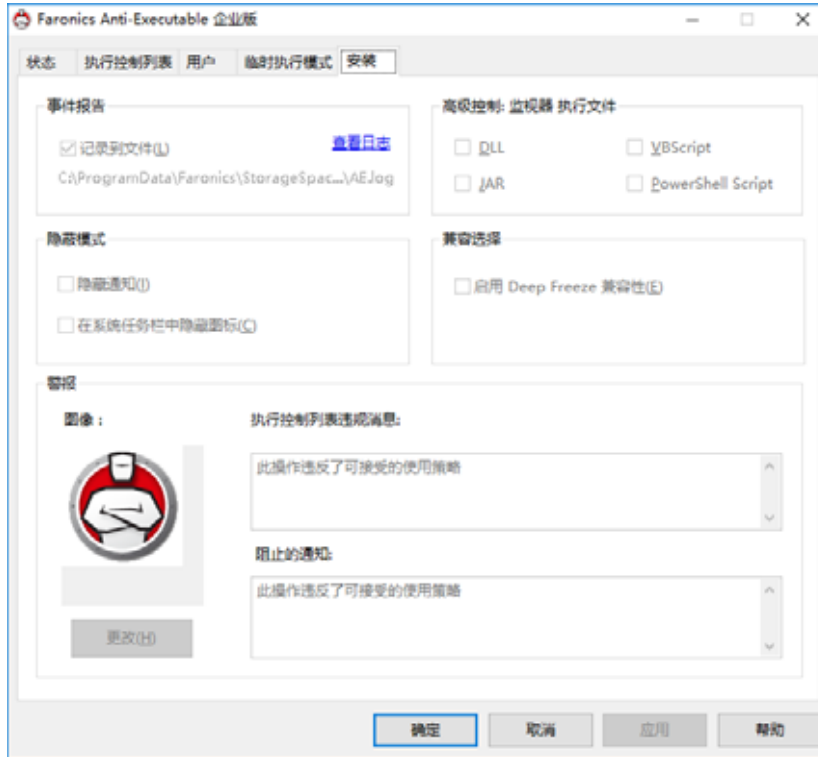 Faronics Anti-Executable 企业版
状态 执行控制列表 用户 临时执行模式 安装
事件报告
记录到文件(L) 查看日志
C:\ProgramData\Faronics\StorageSpac...\AE.log
高级控制: 监视器 执行文件
DLL VBScript
JAR PowerShell Script
隐蔽模式
隐藏通知(I)
在系统任务栏中隐藏图标(C)
兼容选择
启用 Deep Freeze 兼容性(E)
警报
图像：
更改(H)
执行控制列表违规消息:
此操作违反了可接受的使用策略
阻止的通知:
此操作违反了可接受的使用策略
确定 取消 应用 帮助